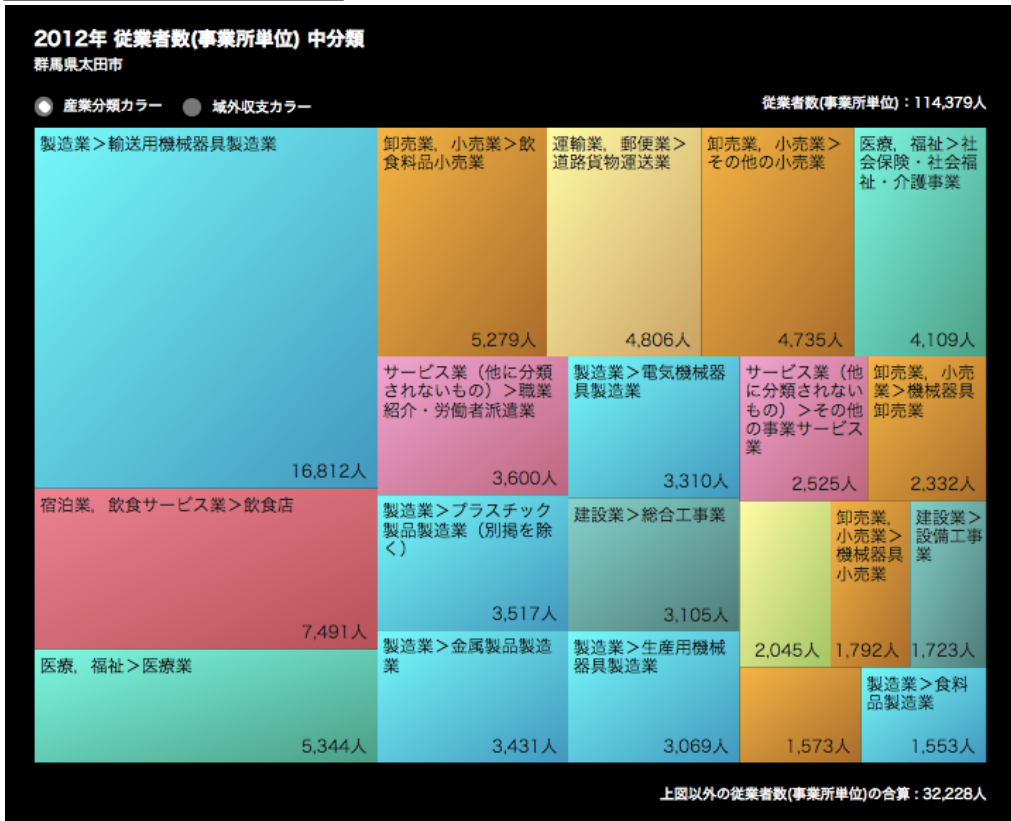 2012年 従業者数(事業所単位) 中分類
群馬県太田市
産業分類カラー
域外収支カラー
従業者数(事業所単位)：114,379人
製造業＞輸送用機械器具製造業
16,812人
卸売業，小売業＞飲
食料品小売業
5,279人
運輸業，郵便業＞
道路貨物運送業
4,806人
卸売業，小売業＞
その他の小売業
4,735人
医療，福祉＞社
会保険・社会福
祉・介護事業
4,109人
サービス業（他に分類
されないもの）＞職業
紹介・労働者派遣業
3,600人
製造業＞電気機械器
具製造業
3,310人
サービス業（他
に分類されない
もの）＞その他
の事業サービス
業
2,525人
卸売業，小売
業＞機械器具
卸売業
2,332人
宿泊業，飲食サービス業＞飲食店
7,491人
製造業＞プラスチック
製品製造業（別掲を除
く）
3,517人
建設業＞総合工事業
3,105人
2,045人
卸売業，
小売業＞
機械器具
小売業
1,792人
建設業＞
設備工事
業
1,723人
医療，福祉＞医療業
5,344人
製造業＞金属製品製造
業
3,431人
製造業＞生産用機械
器具製造業
3,069人
1,573人
製造業＞食料
品製造業
1,553人
上図以外の従業者数(事業所単位)の合算：32,228人